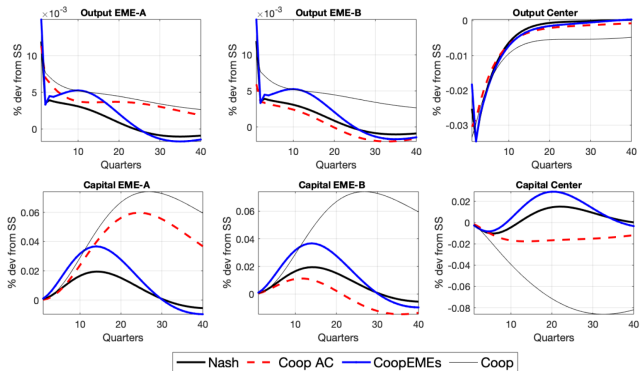 Output EME-A
Output EME-B
Output Center
×10⁻³
×10⁻³
15
10
5
0
% dev from SS
10 20 30 40
Quarters
15
10
5
0
% dev from SS
10 20 30 40
Quarters
0
-0.01
-0.02
-0.03
% dev from SS
10 20 30 40
Quarters
Capital EME-A
Capital EME-B
Capital Center
0.06
0.04
0.02
0
% dev from SS
10 20 30 40
Quarters
0.06
0.04
0.02
0
% dev from SS
10 20 30 40
Quarters
0.02
0
-0.02
-0.04
-0.06
-0.08
% dev from SS
10 20 30 40
Quarters
Nash Coop AC CoopEMEs Coop